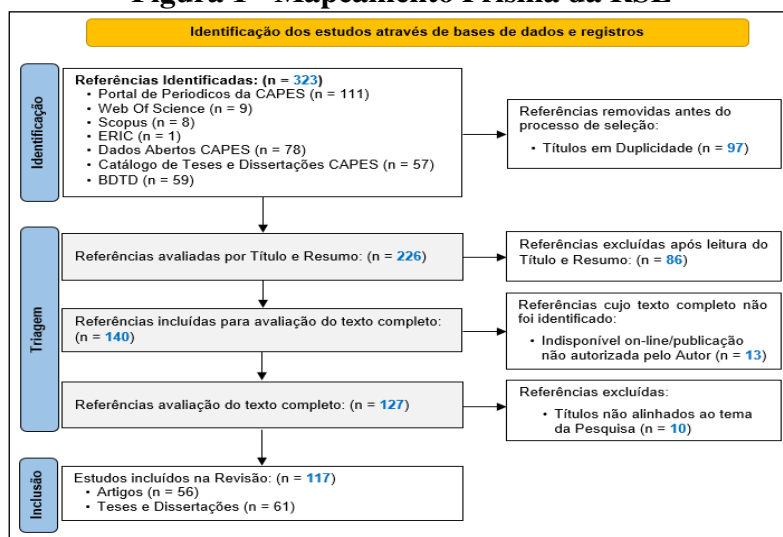 Figura 1 - Mapeamento Prisma da RSL
Identificação dos estudos através de bases de dados e registros
Identificação
Referências Identificadas: (n = 323)
• Portal de Periodicos da CAPES (n = 111)
• Web Of Science (n = 9)
• Scopus (n = 8)
• ERIC (n = 1)
• Dados Abertos CAPES (n = 78)
• Catálogo de Teses e Dissertações CAPES (n = 57)
• BDTD (n = 59)
Referências removidas antes do
processo de seleção:
• Títulos em Duplicidade (n = 97)
Triagem
Referências avaliadas por Título e Resumo: (n = 226)
Referências excluídas após leitura do
Título e Resumo: (n = 86)
Referências incluídas para avaliação do texto completo:
(n = 140)
Referências cujo texto completo não
foi identificado:
• Indisponível on-line/publicação
não autorizada pelo Autor (n = 13)
Referências avaliação do texto completo: (n = 127)
Referências excluídas:
• Títulos não alinhados ao tema
da Pesquisa (n = 10)
Inclusão
Estudos incluídos na Revisão: (n = 117)
• Artigos (n = 56)
• Teses e Dissertações (n = 61)